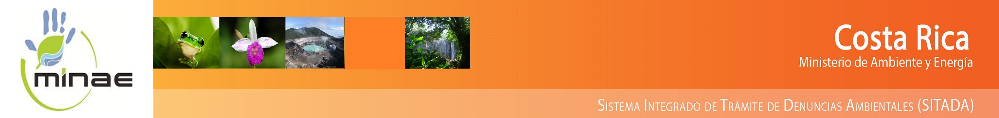 minae
Costa Rica
Ministerio de Ambiente y Energía
SISTEMA INTEGRADO DE TRÁMITE DE DENUNCIAS AMBIENTALES (SITADA)